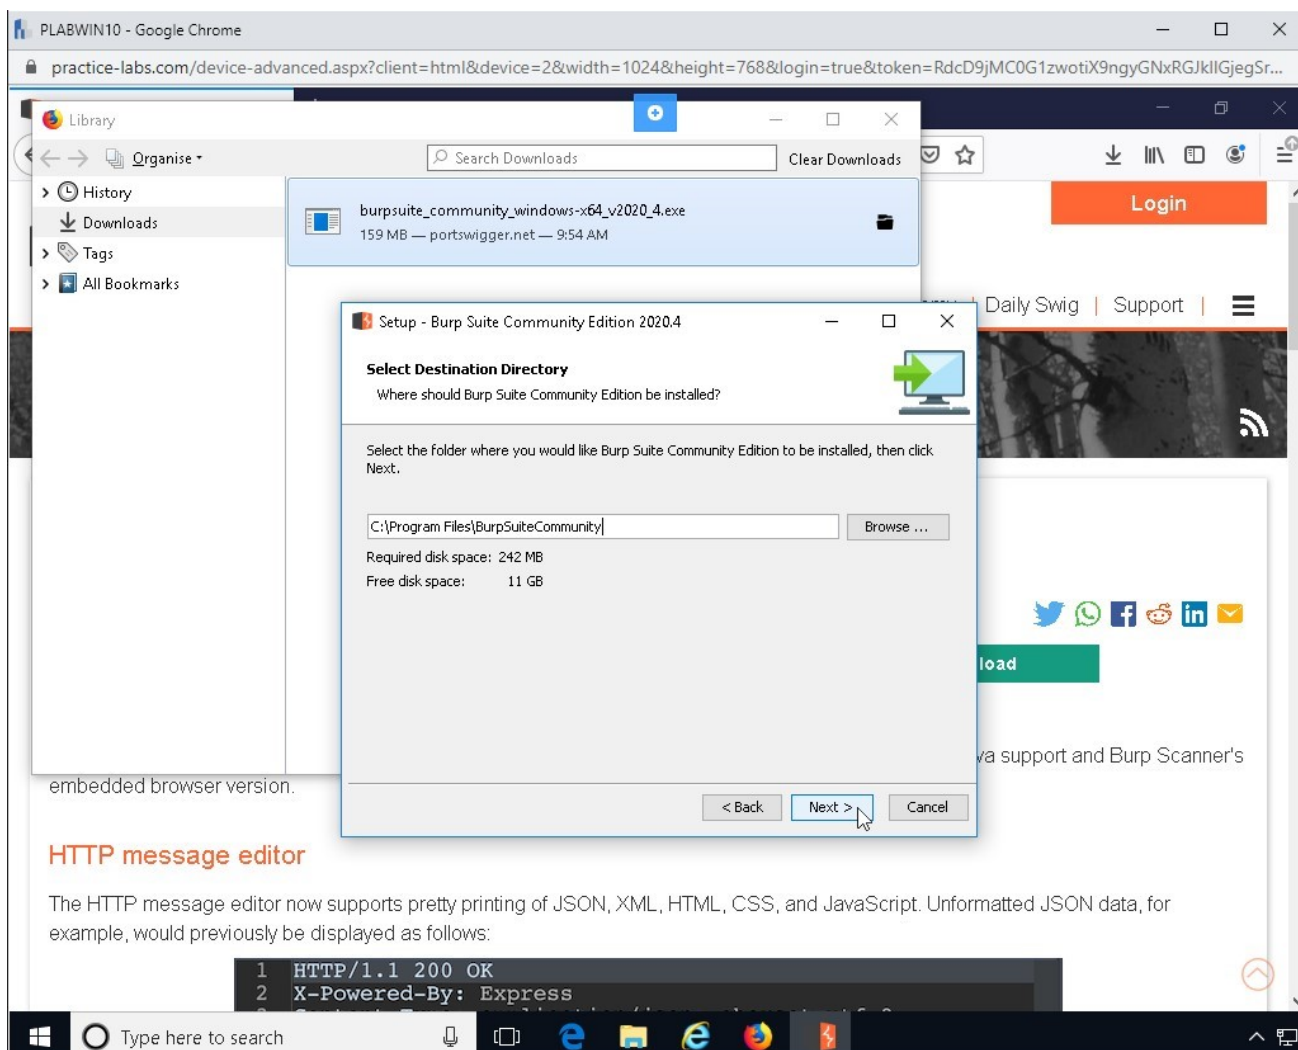 PLABWIN10 - Google Chrome
practice-labs.com/device-advanced.aspx?client=html&device=2&width=1024&height=768&login=true&token=RdcD9jMC0G1zwotiX9ngyGNxRGJkIIGjegSr...
Library
Organise
Search Downloads
Clear Downloads
History
Downloads
Tags
All Bookmarks
burpsuite_community_windows-x64_v2020_4.exe
159 MB — portswigger.net — 9:54 AM
Login
Daily Swig | Support |
Setup - Burp Suite Community Edition 2020.4
Select Destination Directory
Where should Burp Suite Community Edition be installed?
Select the folder where you would like Burp Suite Community Edition to be installed, then click
Next.
C:\Program Files\BurpSuiteCommunity
Browse ...
Required disk space: 242 MB
Free disk space: 11 GB
load
va support and Burp Scanner's
embedded browser version.
< Back
Next >
Cancel
HTTP message editor
The HTTP message editor now supports pretty printing of JSON, XML, HTML, CSS, and JavaScript. Unformatted JSON data, for
example, would previously be displayed as follows:
1 HTTP/1.1 200 OK
2 X-Powered-By: Express
Type here to search